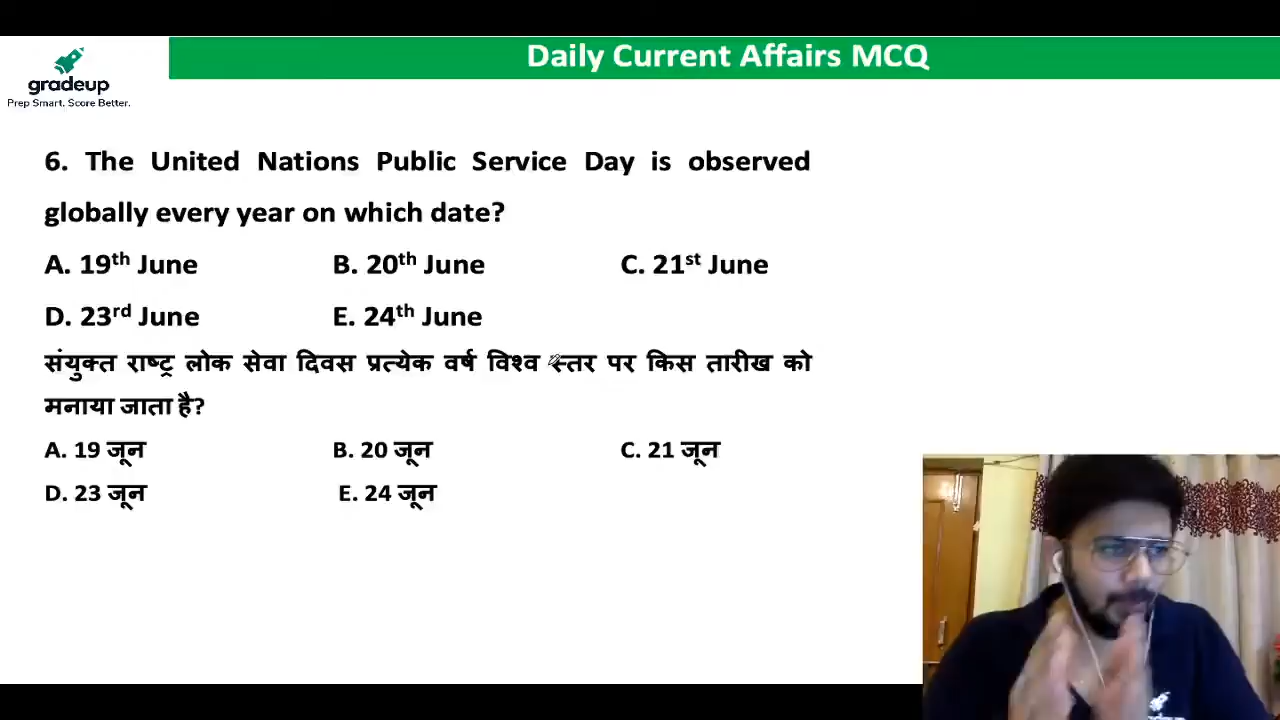 Daily Current Affairs MCQ
gradeup
Prep Smart. Score Better.
6. The United Nations Public Service Day is observed
globally every year on which date?
A. 19th June B. 20th June C. 21st June
D. 23rd June E. 24th June
संयुक्त राष्ट्र लोक सेवा दिवस प्रत्येक वर्ष विश्व स्तर पर किस तारीख को
मनाया जाता है?
A. 19 जून B. 20 जून C. 21 जून
D. 23 जून E. 24 जून